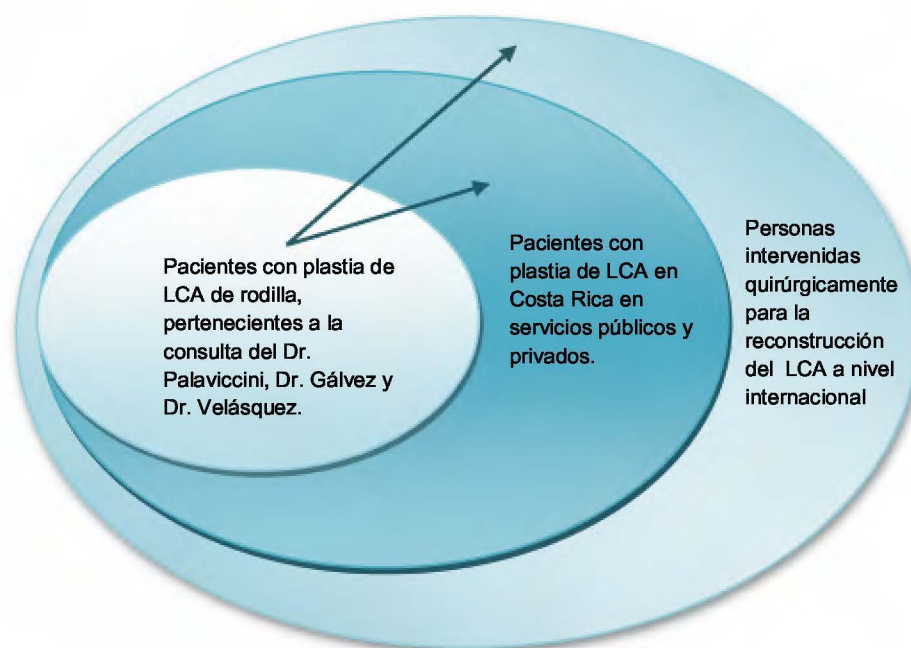 Pacientes con plastia de
LCA de rodilla,
pertenecientes a la
consulta del Dr.
Palaviccini, Dr. Gálvez y
Dr. Velásquez.
Pacientes con
plastia de LCA en
Costa Rica en
servicios públicos y
privados.
Personas
intervenidas
quirúrgicamente
para la
reconstrucción
del LCA a nivel
internacional